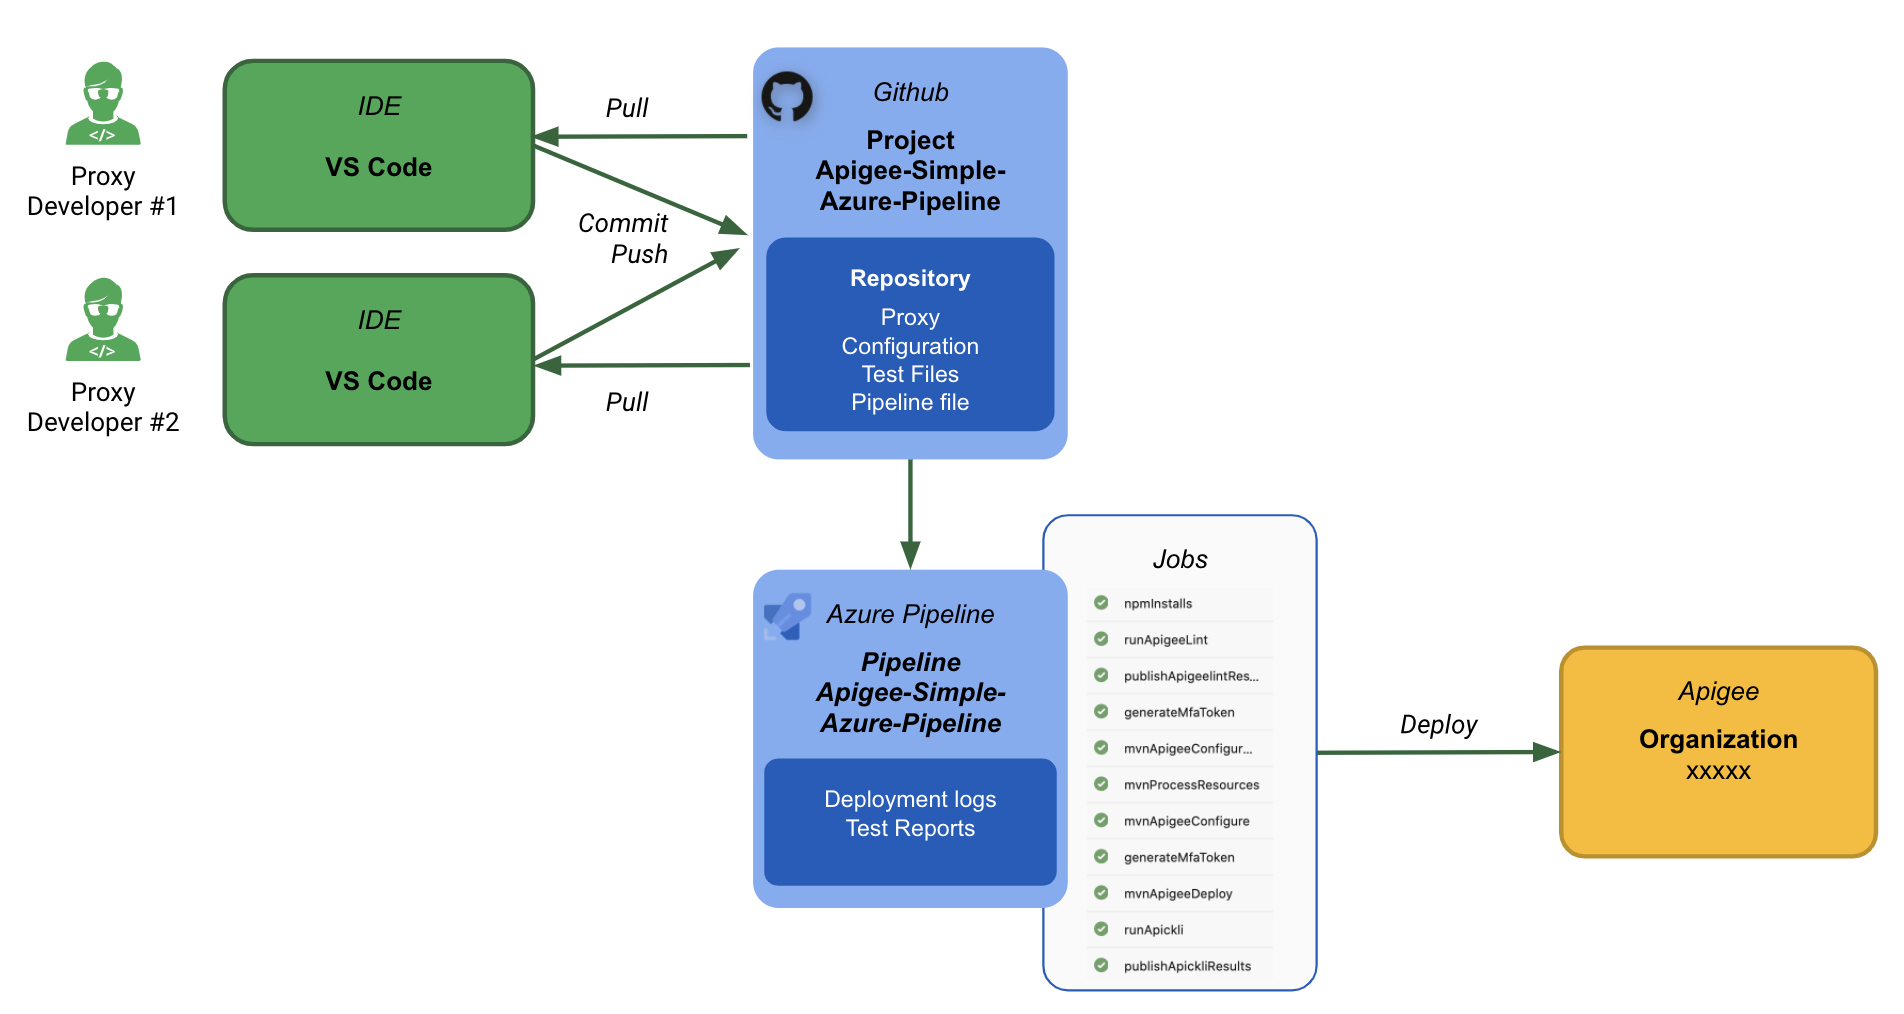 Proxy
Developer #1
IDE
VS Code
Pull
Commit
Push
Proxy
Developer #2
IDE
VS Code
Pull
Github
Project
Apigee-Simple-
Azure-Pipeline
Repository
Proxy
Configuration
Test Files
Pipeline file
Azure Pipeline
Pipeline
Apigee-Simple-
Azure-Pipeline
Deployment logs
Test Reports
Jobs
npmInstalls
runApigeeLint
publishApigeelintRes...
generateMfaToken
mvnApigeeConfigur...
mvnProcessResources
mvnApigeeConfigure
generateMfaToken
mvnApigeeDeploy
runApickli
publishApickliResults
Deploy
Apigee
Organization
xxxxx